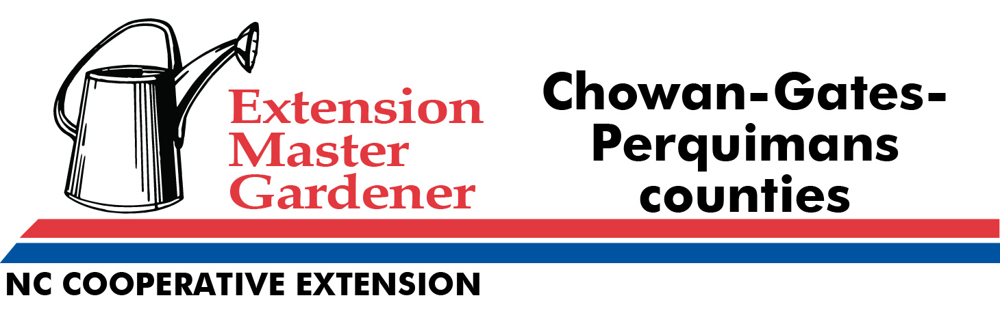 Extension
Master
Gardener
Chowan-Gates-
Perquimans
counties
NC COOPERATIVE EXTENSION